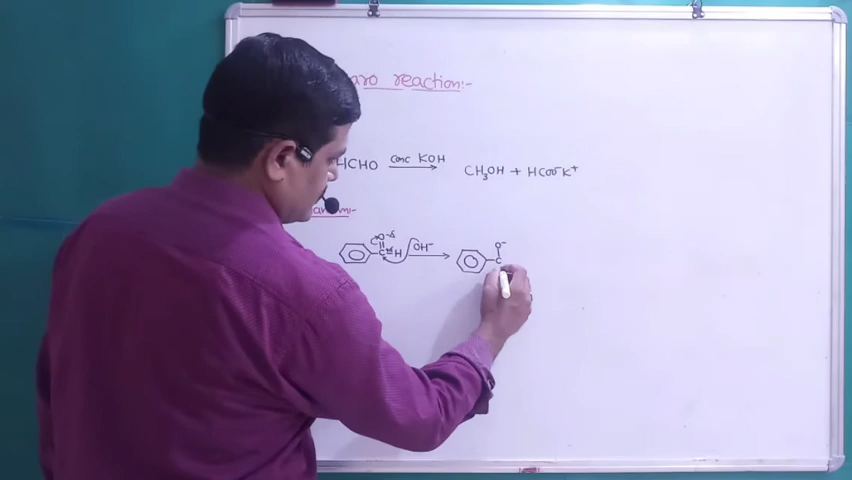 reaction:-
HCHO conc KOH CH3OH + HCOO-K+
O-δ O-
C H OH- C